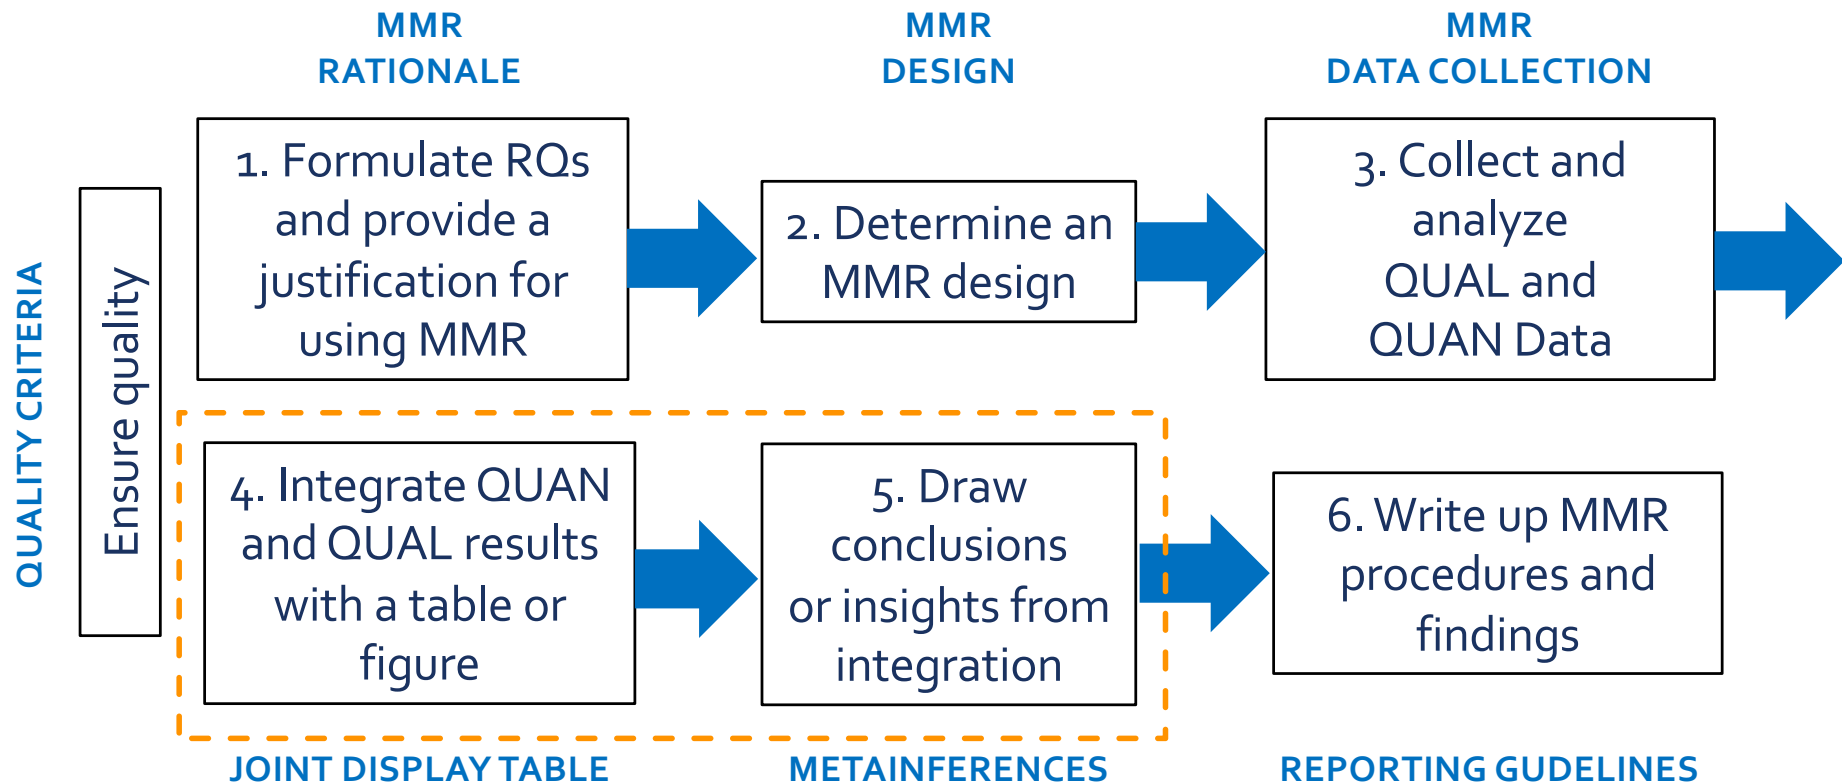 MMR
RATIONALE
MMR
DESIGN
MMR
DATA COLLECTION
QUALITY CRITERIA
Ensure quality
1. Formulate RQs
and provide a
justification for
using MMR
2. Determine an
MMR design
3. Collect and
analyze
QUAL and
QUAN Data
4. Integrate QUAN
and QUAL results
with a table or
figure
5. Draw
conclusions
or insights from
integration
6. Write up MMR
procedures and
findings
JOINT DISPLAY TABLE
METAINFERENCES
REPORTING GUDELINES